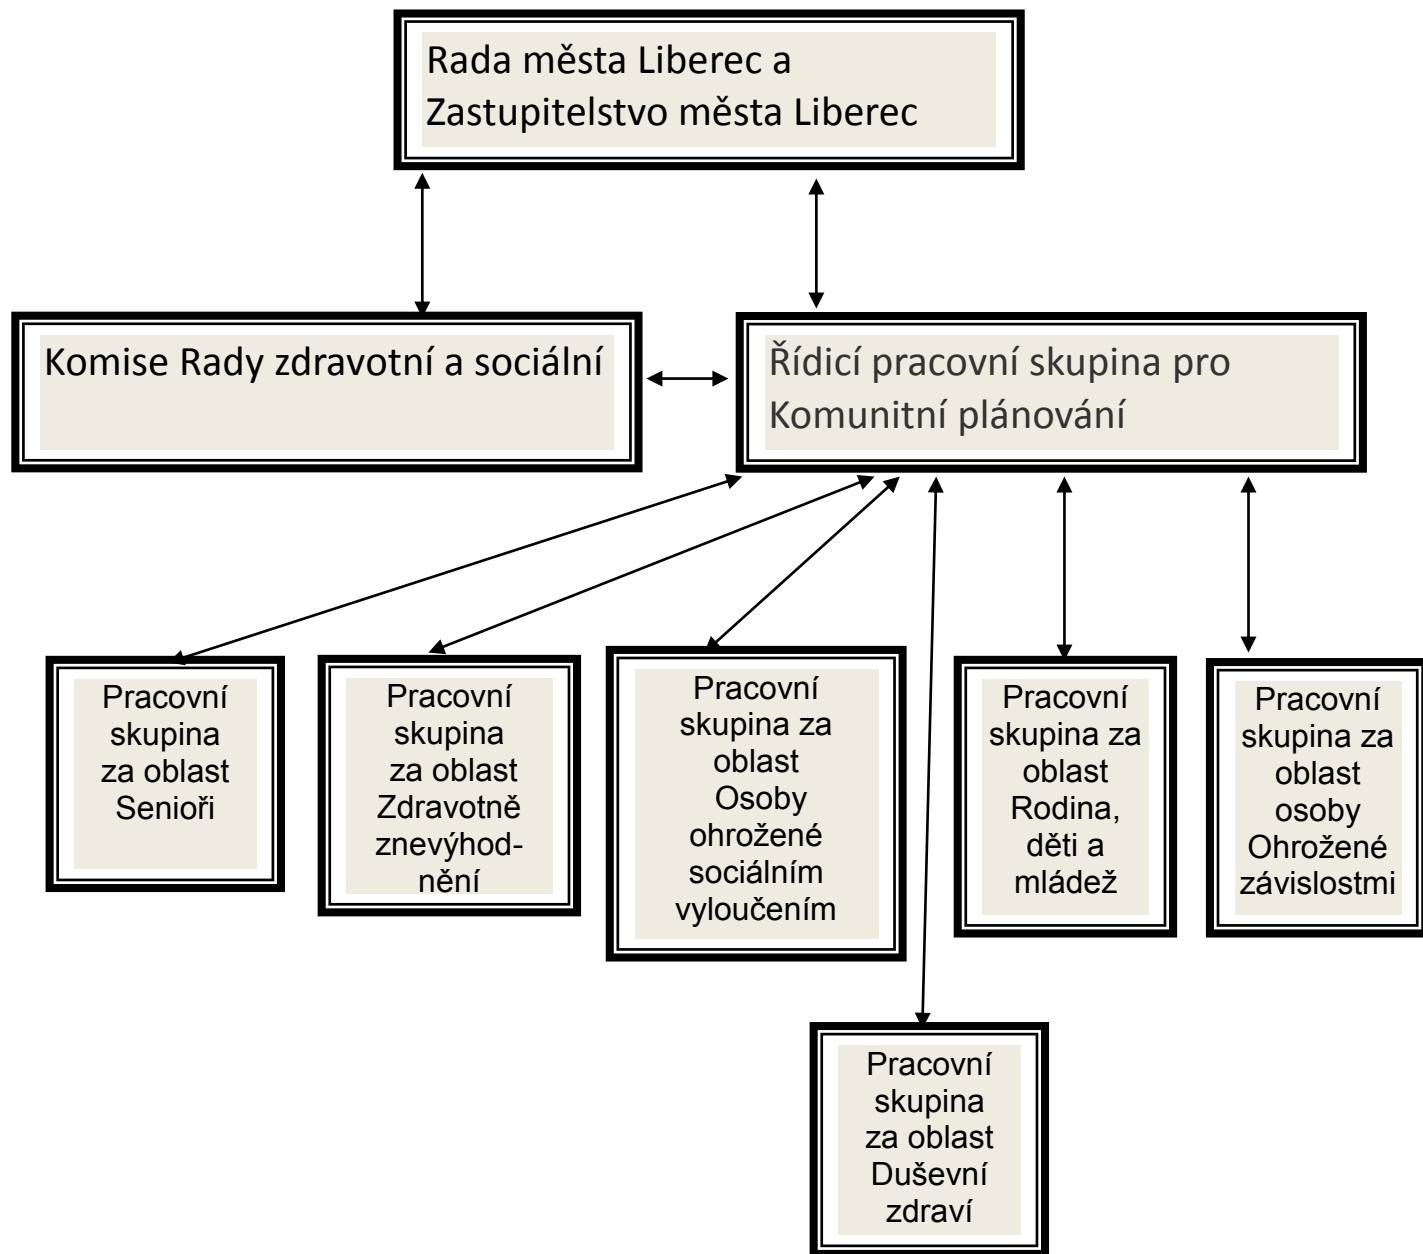 Rada města Liberec a
Zastupitelstvo města Liberec
Komise Rady zdravotní a sociální
Řídicí pracovní skupina pro
Komunitní plánování
Pracovní
skupina
za oblast
Senioři
Pracovní
skupina
za oblast
Zdravotně
znevýhod-
nění
Pracovní
skupina za
oblast
Osoby
ohrožené
sociálním
vyloučením
Pracovní
skupina za
oblast
Rodina,
děti a
mládež
Pracovní
skupina za
oblast
osoby
Ohrožené
závislostmi
Pracovní
skupina
za oblast
Duševní
zdraví